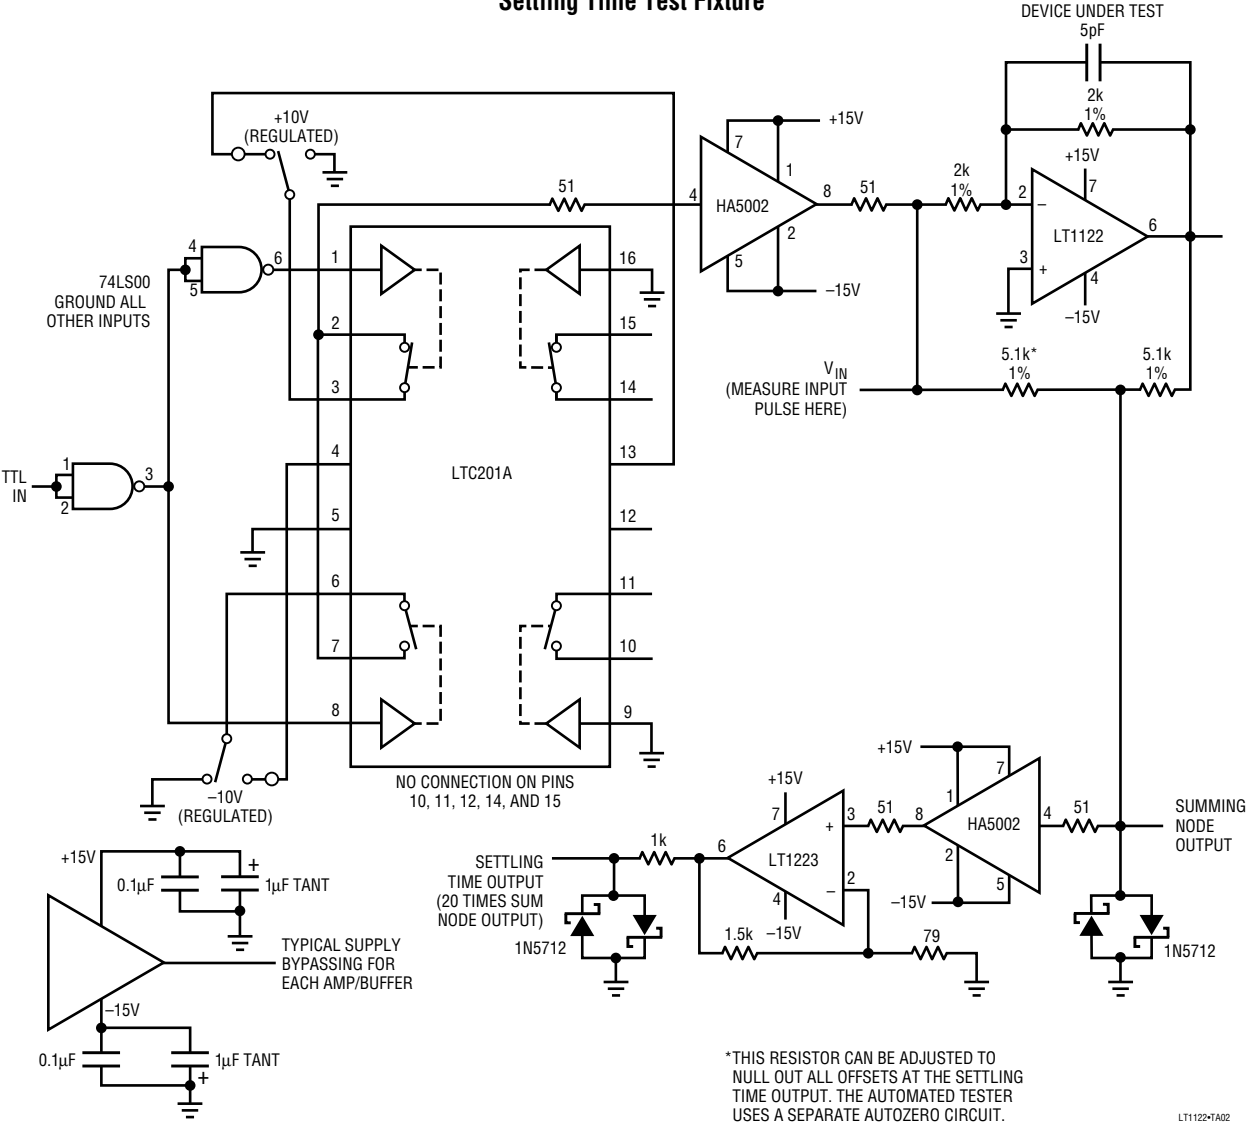 Settling Time Test Fixture
DEVICE UNDER TEST
5pF
2k
1%
+10V
(REGULATED)
+15V
7
1
51
4
HA5002
8
51
2k
1%
2
5
–15V
+15V
7
2
–
LT1122
6
3
+
4
–15V
74LS00
GROUND ALL
OTHER INPUTS
4
5
6
1
16
2
15
3
14
4
13
LTC201A
5
12
6
11
7
10
8
9
TTL
IN
1
2
3
VIN
(MEASURE INPUT
PULSE HERE)
5.1k*
1%
5.1k
1%
–10V
(REGULATED)
NO CONNECTION ON PINS
10, 11, 12, 14, AND 15
+15V
7
1
HA5002
8
4
51
51
2
5
–15V
SUMMING
NODE
OUTPUT
+15V
7
3
+
LT1223
6
2
–
4
–15V
1k
SETTLING
TIME OUTPUT
(20 TIMES SUM
NODE OUTPUT)
1N5712
1.5k
79
1N5712
+15V
0.1µF
+
1µF TANT
TYPICAL SUPPLY
BYPASSING FOR
EACH AMP/BUFFER
–15V
0.1µF
1µF TANT
+
*THIS RESISTOR CAN BE ADJUSTED TO
NULL OUT ALL OFFSETS AT THE SETTLING
TIME OUTPUT. THE AUTOMATED TESTER
USES A SEPARATE AUTOZERO CIRCUIT.
LT1122•TA02